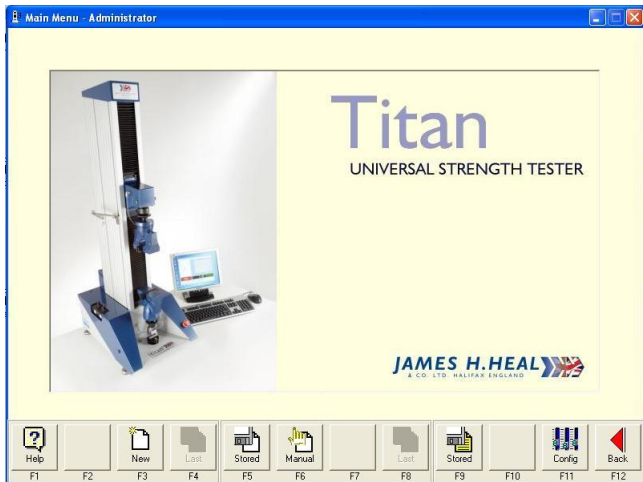 Main Menu - Administrator
Titan
UNIVERSAL STRENGTH TESTER
JAMES H.HEAL
& CO. LTD HALIFAX ENGLAND
Help
New
Last
Stored
Manual
Last
Stored
Config
Back
F1 F2 F3 F4 F5 F6 F7 F8 F9 F10 F11 F12